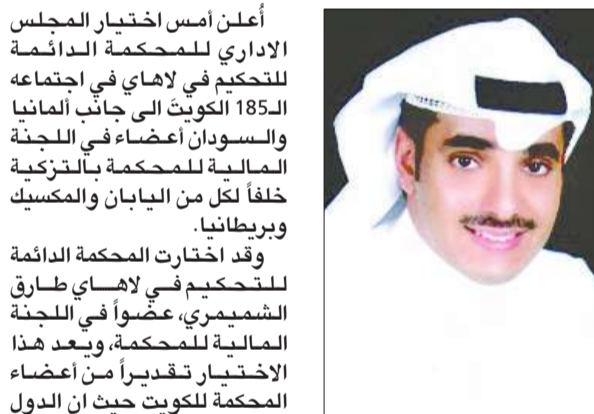 أُعلن أمس اختيار المجلس
الاداري للمحكمة الدائمة
للتحكيم في لاهاي في اجتماعه
الـ185 الكويتَ الى جانب ألمانيا
والسودان أعضاء في اللجنة
المالية للمحكمة بالتزكية
خلفاً لكل من اليابان والمكسيك
وبريطانيا.
وقد اختارت المحكمة الدائمة
للتحكيم في لاهاي طارق
الشميمري، عضواً في اللجنة
المالية للمحكمة، ويعد هذا
الاختيار تقديراً من أعضاء
المحكمة للكويت حيث ان الدول